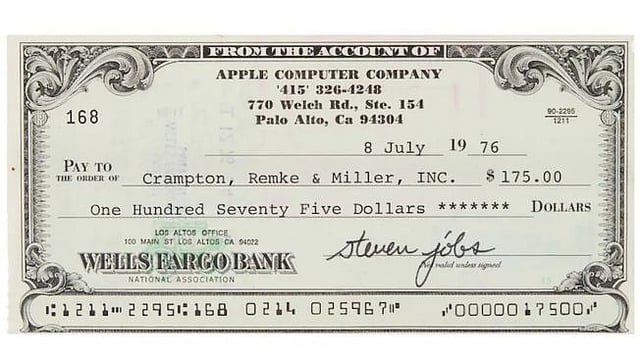 FROM THE ACCOUNT OF
APPLE COMPUTER COMPANY
'415' 326-4248
770 Welch Rd., Ste. 154
Palo Alto, Ca 94304
168
90-2295
1211
8 July 19 76
PAY TO
THE ORDER OF Crampton, Remke & Miller, INC. $ 175.00
One Hundred Seventy Five Dollars ******* DOLLARS
LOS ALTOS OFFICE
100 MAIN ST LOS ALTOS CA 94022
WELLS FARGO BANK
NATIONAL ASSOCIATION
steven jobs
Not valid unless signed
⑆1211⑉2295⑆168 0214 025967⑈ ⑈0000017500⑈